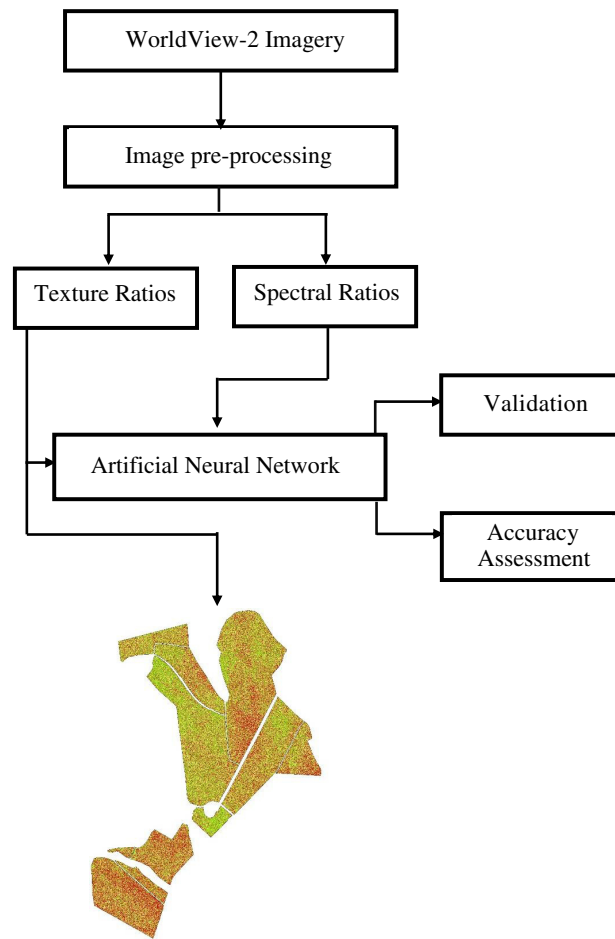 WorldView-2 Imagery
Image pre-processing
Texture Ratios
Spectral Ratios
Validation
Artificial Neural Network
Accuracy
Assessment